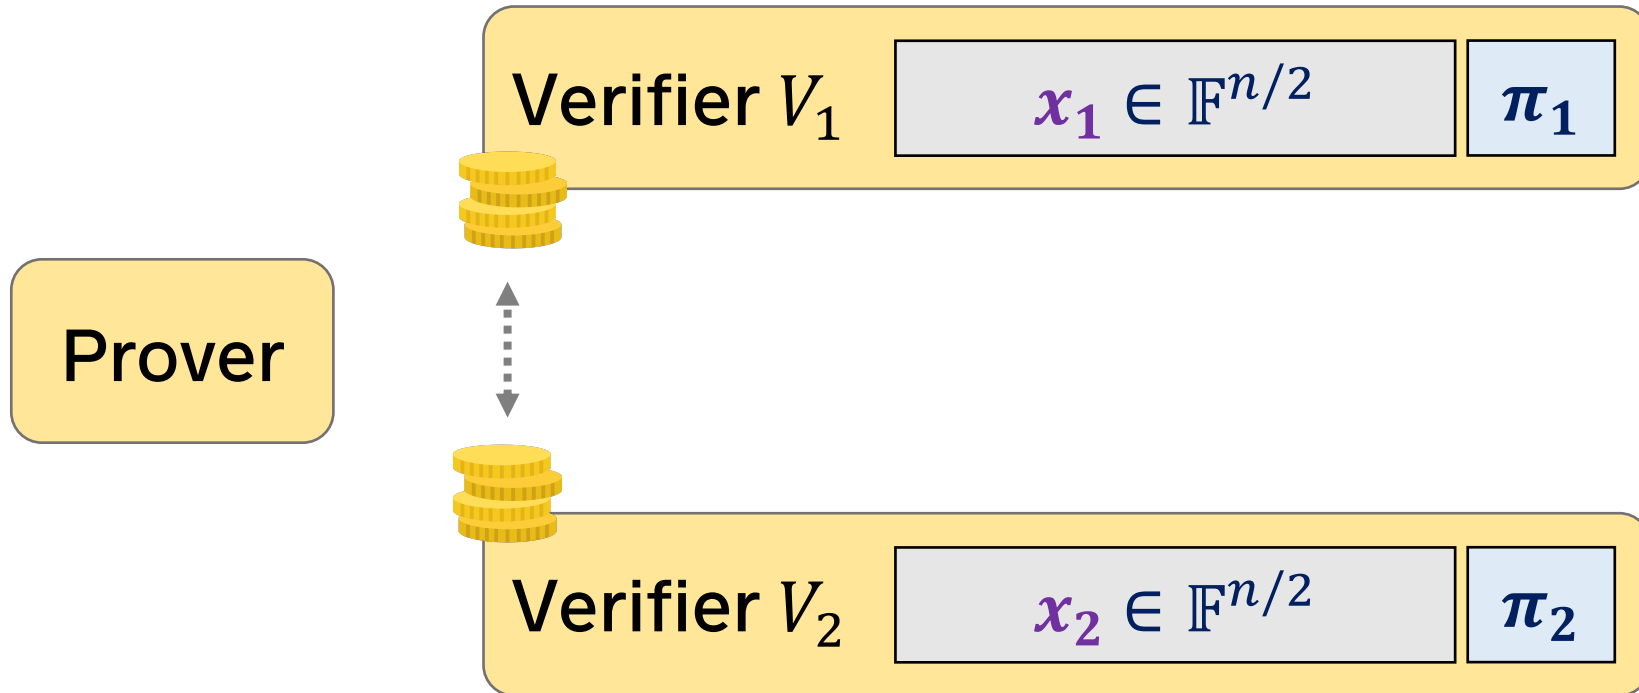 Verifier V₁ x₁ ∈ 𝔽^{n/2} π₁
Prover
Verifier V₂ x₂ ∈ 𝔽^{n/2} π₂